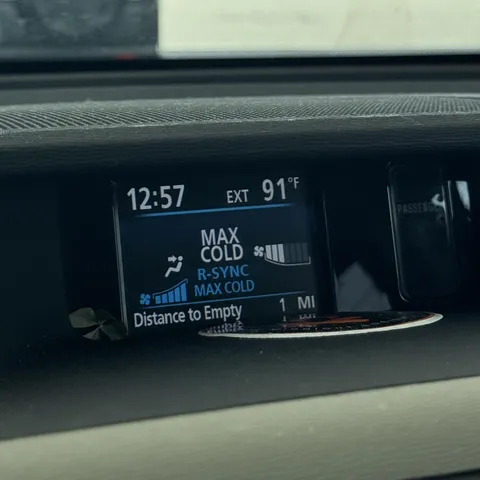 12:57 EXT 91°F
MAX
COLD
R-SYNC
MAX COLD
Distance to Empty 1 MI
PASSENGER